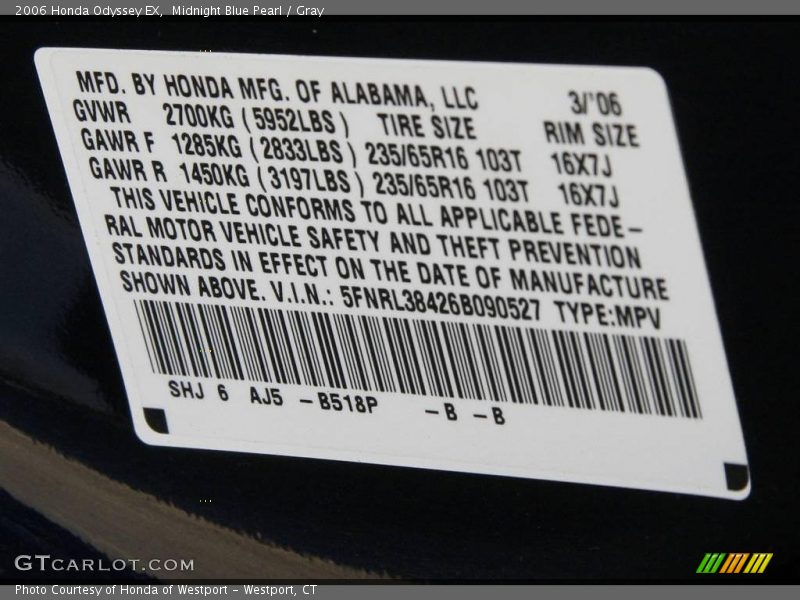 2006 Honda Odyssey EX,  Midnight Blue Pearl / Gray
MFD. BY HONDA MFG. OF ALABAMA, LLC 3/'06
GVWR 2700KG (5952LBS) TIRE SIZE RIM SIZE
GAWR F 1285KG (2833LBS) 235/65R16 103T 16X7J
GAWR R 1450KG (3197LBS) 235/65R16 103T 16X7J
THIS VEHICLE CONFORMS TO ALL APPLICABLE FEDE-
RAL MOTOR VEHICLE SAFETY AND THEFT PREVENTION
STANDARDS IN EFFECT ON THE DATE OF MANUFACTURE
SHOWN ABOVE. V.I.N.: 5FNRL38426B090527 TYPE:MPV
SHJ 6 AJ5 -B518P -B -B
GTCARLOT.COM
Photo Courtesy of Honda of Westport - Westport, CT